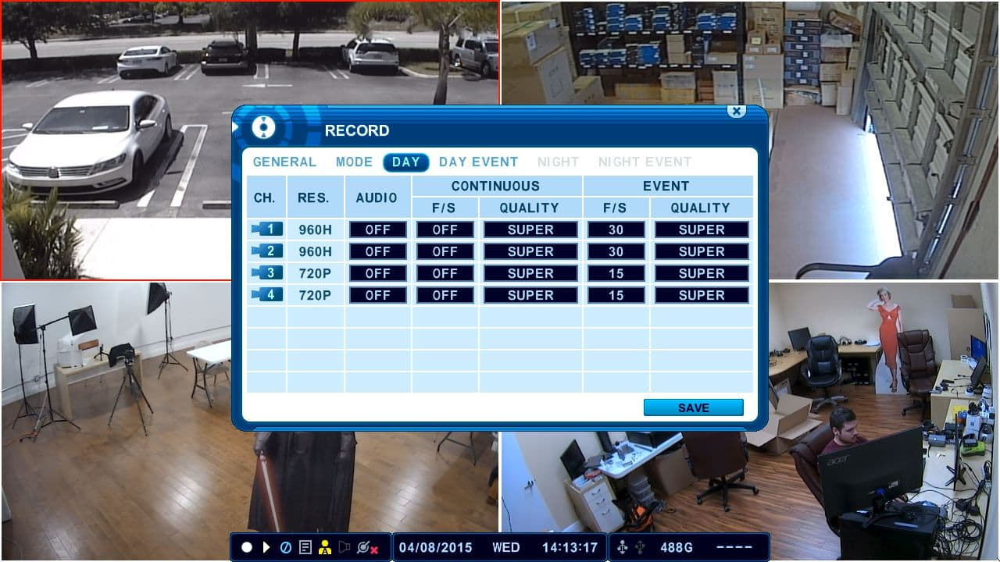 RECORD
GENERAL MODE DAY DAY EVENT NIGHT NIGHT EVENT
CH. RES. AUDIO CONTINUOUS EVENT
F/S QUALITY F/S QUALITY
1 960H OFF OFF SUPER 30 SUPER
2 960H OFF OFF SUPER 30 SUPER
3 720P OFF OFF SUPER 15 SUPER
4 720P OFF OFF SUPER 15 SUPER
SAVE
acer
04/08/2015 WED 14:13:17 488G ----